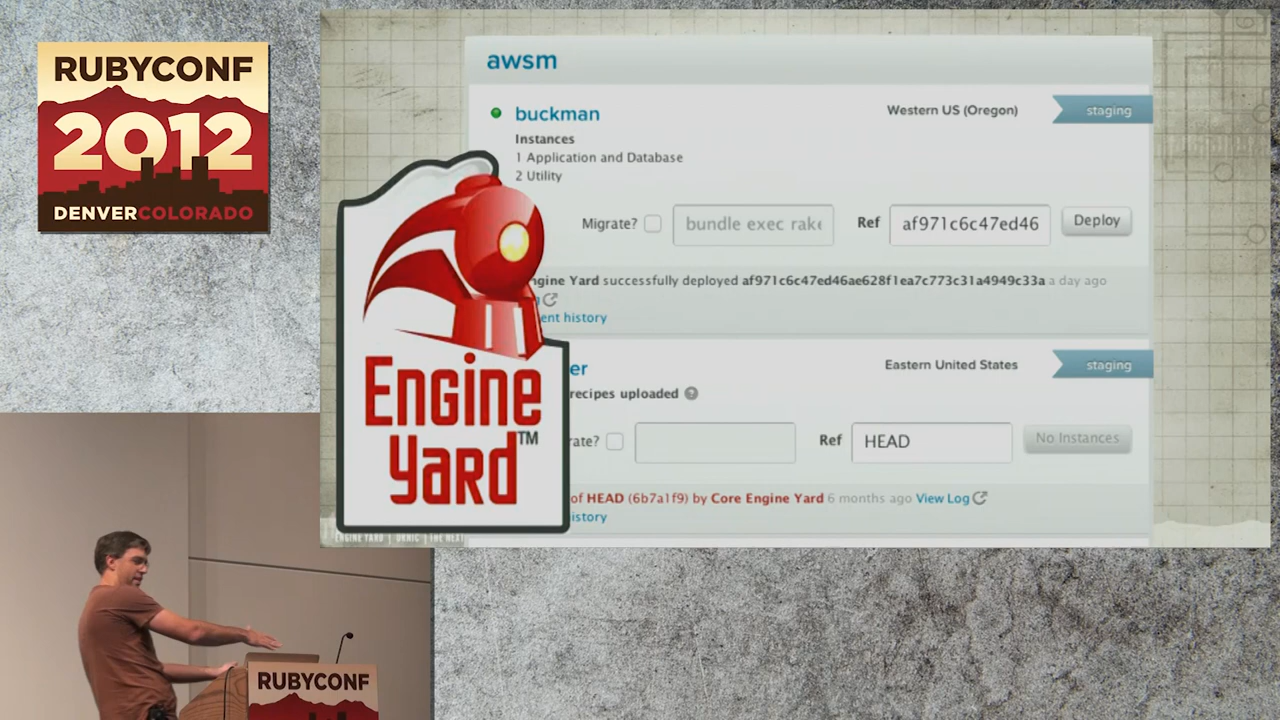 RUBYCONF
2012
DENVERCOLORADO
awsm
buckman
Western US (Oregon)
staging
Instances
1 Application and Database
2 Utility
Migrate?
bundle exec rake
Ref
af971c6c47ed46
Deploy
ngine Yard successfully deployed af971c6c47ed46ae628f1ea7c773c31a4949c33a a day ago
ent history
er
Eastern United States
staging
recipes uploaded
rate?
Ref
HEAD
No Instances
of HEAD (6b7a1f9) by Core Engine Yard 6 months ago View Log
istory
Engine
Yard
TM
RUBYCONF